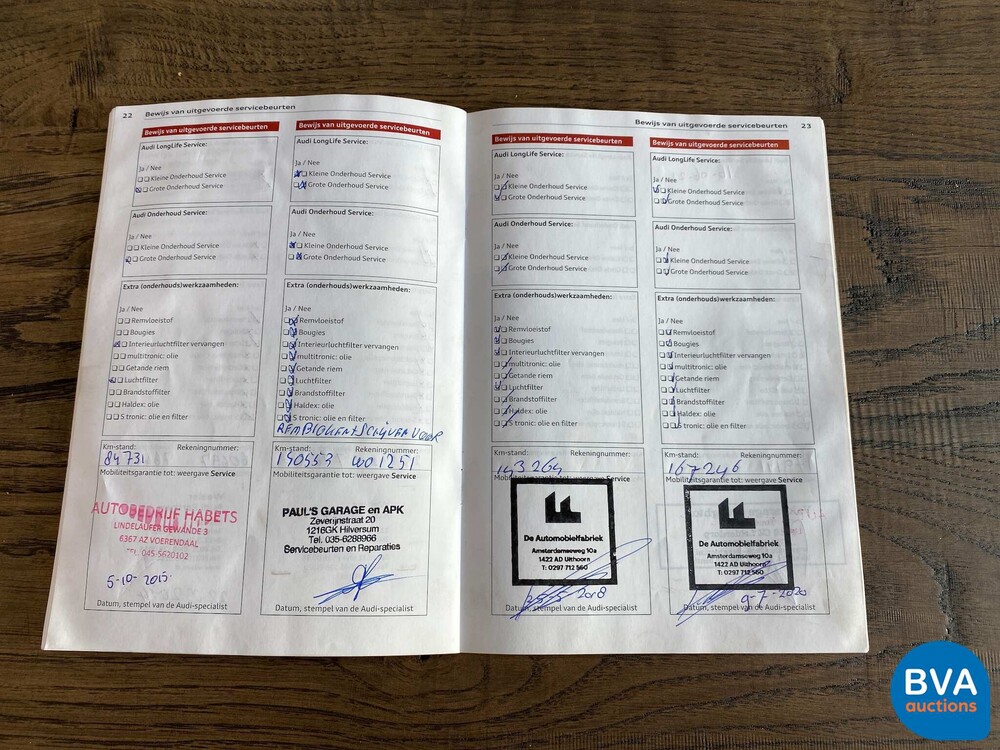 22 Bewijs van uitgevoerde servicebeurten
Bewijs van uitgevoerde servicebeurten
Audi LongLife Service:
Ja / Nee
Kleine Onderhoud Service
Grote Onderhoud Service
Audi Onderhoud Service:
Ja / Nee
Kleine Onderhoud Service
Grote Onderhoud Service
Extra (onderhouds)werkzaamheden:
Ja / Nee
Remvloeistof
Bougies
Interieurluchtfilter vervangen
multitronic: olie
Getande riem
Luchtfilter
Brandstoffilter
Haldex: olie
S tronic: olie en filter
Km-stand: Rekeningnummer:
84731
Mobiliteitsgarantie tot: weergave Service
AUTOBEDRIJF HABETS
LINDELAUFER GEWANDE 3
6367 AZ VOERENDAAL
TEL. 045-5620102
5-10-2015
Datum, stempel van de Audi-specialist
Bewijs van uitgevoerde servicebeurten
Audi LongLife Service:
Ja / Nee
Kleine Onderhoud Service
Grote Onderhoud Service
Audi Onderhoud Service:
Ja / Nee
Kleine Onderhoud Service
Grote Onderhoud Service
Extra (onderhouds)werkzaamheden:
Ja / Nee
Remvloeistof
Bougies
Interieurluchtfilter vervangen
multitronic: olie
Getande riem
Luchtfilter
Brandstoffilter
Haldex: olie
S tronic: olie en filter
Km-stand: Rekeningnummer:
WO1251
Mobiliteitsgarantie tot: weergave Service
PAUL'S GARAGE en APK
Zeverijnstraat 20
1216GK Hilversum
Tel. 035-6288966
Servicebeurten en Reparaties
Datum, stempel van de Audi-specialist
Bewijs van uitgevoerde servicebeurten 23
Bewijs van uitgevoerde servicebeurten
Audi LongLife Service:
Ja / Nee
Kleine Onderhoud Service
Grote Onderhoud Service
Audi Onderhoud Service:
Ja / Nee
Kleine Onderhoud Service
Grote Onderhoud Service
Extra (onderhouds)werkzaamheden:
Ja / Nee
Remvloeistof
Bougies
Interieurluchtfilter vervangen
multitronic: olie
Getande riem
Luchtfilter
Brandstoffilter
Haldex: olie
S tronic: olie en filter
Km-stand: Rekeningnummer:
143264
Mobiliteitsgarantie tot: weergave Service
De Automobielfabriek
Amsterdamseweg 10a
1422 AD Uithoorn
T: 0297 712 560
Datum, stempel van de Audi-specialist
Bewijs van uitgevoerde servicebeurten
Audi LongLife Service:
Ja / Nee
Kleine Onderhoud Service
Grote Onderhoud Service
Audi Onderhoud Service:
Ja / Nee
Kleine Onderhoud Service
Grote Onderhoud Service
Extra (onderhouds)werkzaamheden:
Ja / Nee
Remvloeistof
Bougies
Interieurluchtfilter vervangen
multitronic: olie
Getande riem
Luchtfilter
Brandstoffilter
Haldex: olie
S tronic: olie en filter
Km-stand: Rekeningnummer:
167246
Mobiliteitsgarantie tot: weergave Service
De Automobielfabriek
Amsterdamseweg 10a
1422 AD Uithoorn
T: 0297 712 560
9-7-2020
Datum, stempel van de Audi-specialist
BVA
auctions